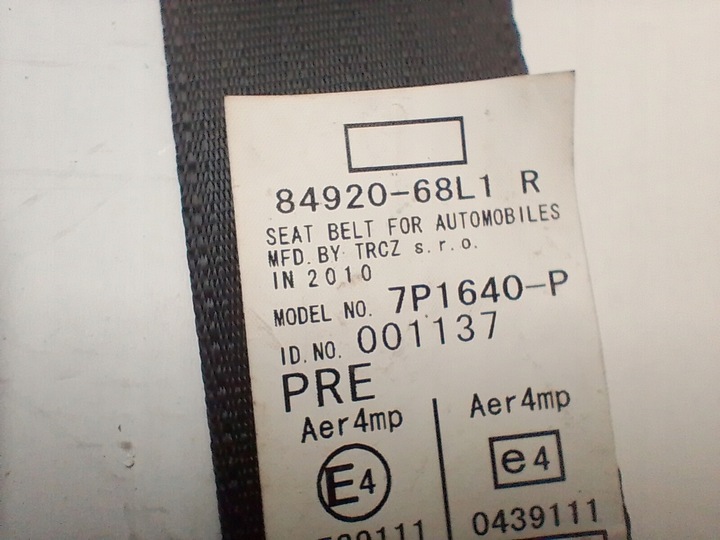 84920-68L1 R
SEAT BELT FOR AUTOMOBILES
MFD. BY TRCZ s.r.o.
IN 2010
MODEL NO. 7P1640-P
ID. NO. 001137
PRE
Aer4mp Aer4mp
E4 e4
0439111